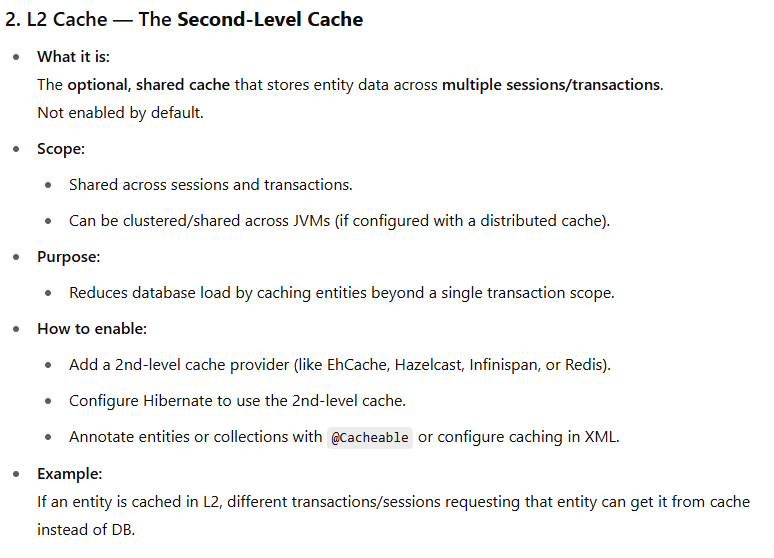 2. L2 Cache — The Second-Level Cache
What it is:
The optional, shared cache that stores entity data across multiple sessions/transactions.
Not enabled by default.
Scope:
Shared across sessions and transactions.
Can be clustered/shared across JVMs (if configured with a distributed cache).
Purpose:
Reduces database load by caching entities beyond a single transaction scope.
How to enable:
Add a 2nd-level cache provider (like EhCache, Hazelcast, Infinispan, or Redis).
Configure Hibernate to use the 2nd-level cache.
Annotate entities or collections with @Cacheable or configure caching in XML.
Example:
If an entity is cached in L2, different transactions/sessions requesting that entity can get it from cache
instead of DB.